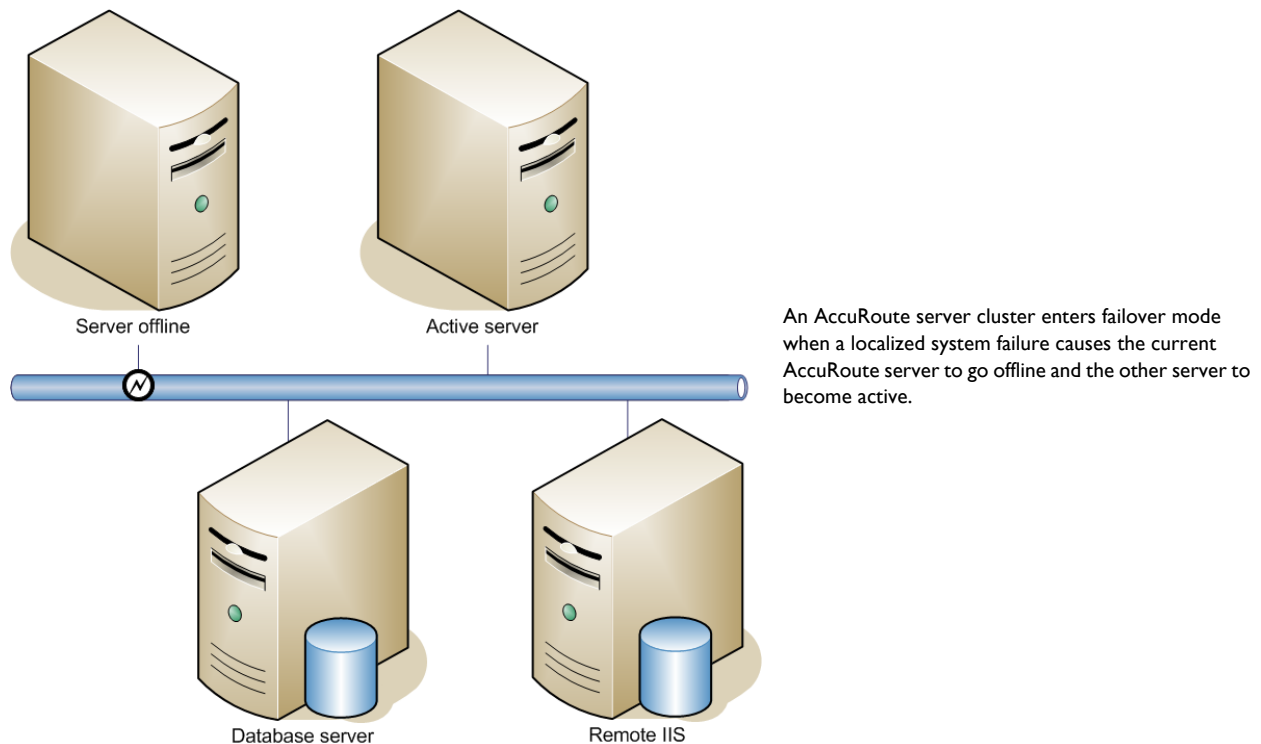 Server offline
Active server
An AccuRoute server cluster enters failover mode
when a localized system failure causes the current
AccuRoute server to go offline and the other server to
become active.
Database server
Remote IIS